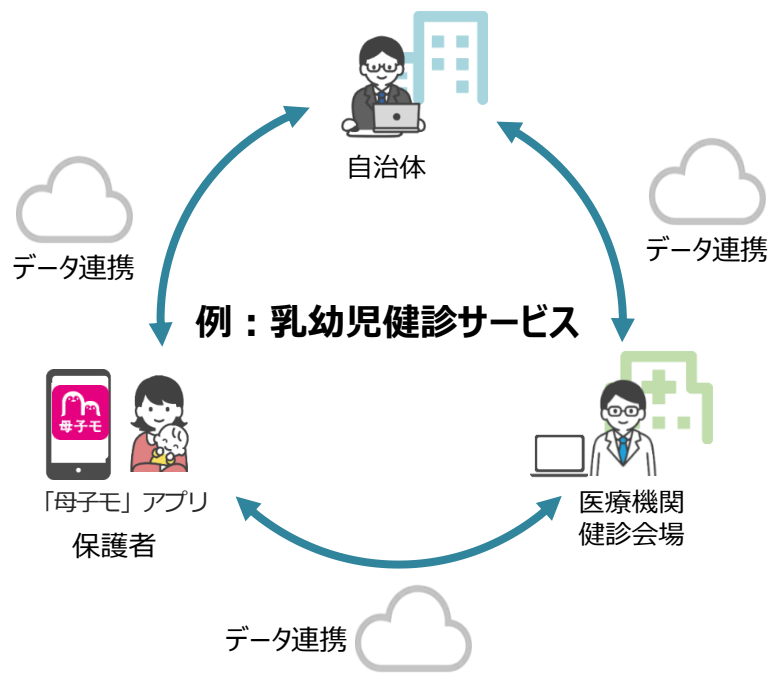 自治体
データ連携
データ連携
例：乳幼児健診サービス
母子モ
「母子モ」アプリ
保護者
医療機関
健診会場
データ連携